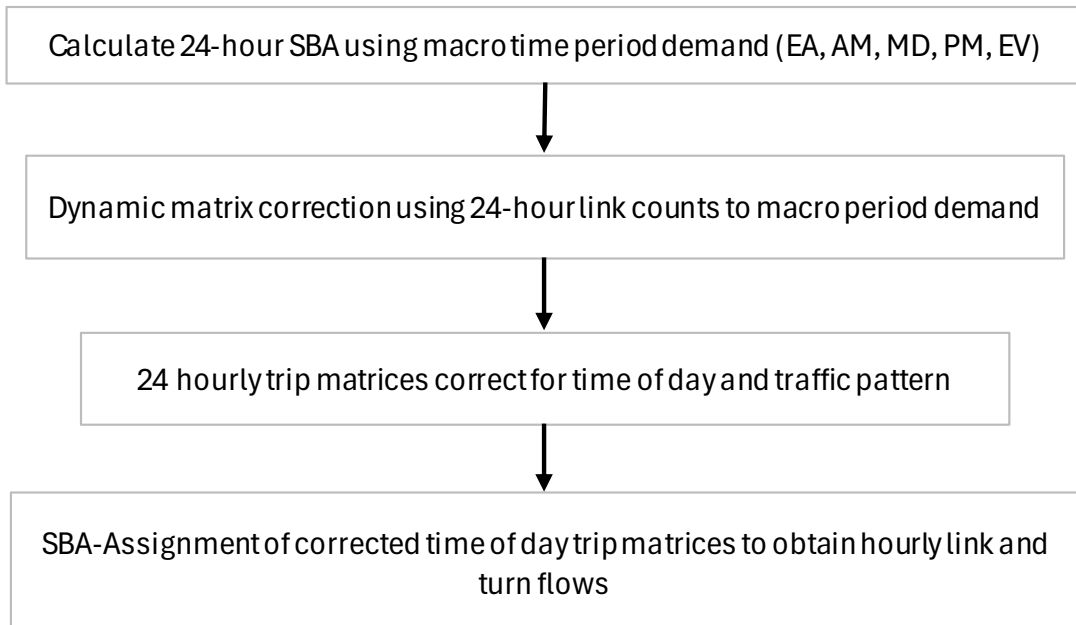 Calculate 24-hour SBA using macro time period demand (EA, AM, MD, PM, EV)
Dynamic matrix correction using 24-hour link counts to macro period demand
24 hourly trip matrices correct for time of day and traffic pattern
SBA-Assignment of corrected time of day trip matrices to obtain hourly link and
turn flows